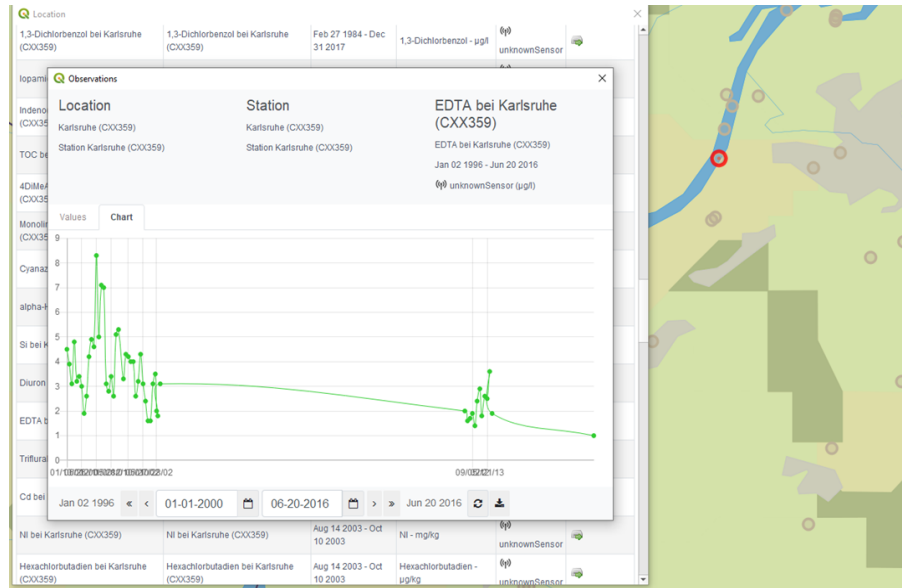 Location
1,3-Dichlorbenzol bei Karlsruhe (CXX359)
1,3-Dichlorbenzol bei Karlsruhe (CXX359)
Feb 27 1984 - Dec 31 2017
1,3-Dichlorbenzol - µg/l
unknownSensor
Observations
Location
Karlsruhe (CXX359)
Station Karlsruhe (CXX359)
Station
Karlsruhe (CXX359)
Station Karlsruhe (CXX359)
EDTA bei Karlsruhe
(CXX359)
EDTA bei Karlsruhe (CXX359)
Jan 02 1996 - Jun 20 2016
unknownSensor (µg/l)
Values
Chart
9
8
7
6
5
4
3
2
1
0
Jan 02 1996
«
‹
01-01-2000
06-20-2016
›
»
Jun 20 2016
TOC be
Cyanaz
alpha-H
Si bei K
Diuron
EDTA b
Triflural
Cd bei
NI bei Karlsruhe (CXX359)
NI bei Karlsruhe (CXX359)
Aug 14 2003 - Oct 10 2003
NI - mg/kg
unknownSensor
Hexachlorbutadien bei Karlsruhe (CXX359)
Hexachlorbutadien bei Karlsruhe (CXX359)
Aug 14 2003 - Oct 10 2003
Hexachlorbutadien - µg/kg
unknownSensor